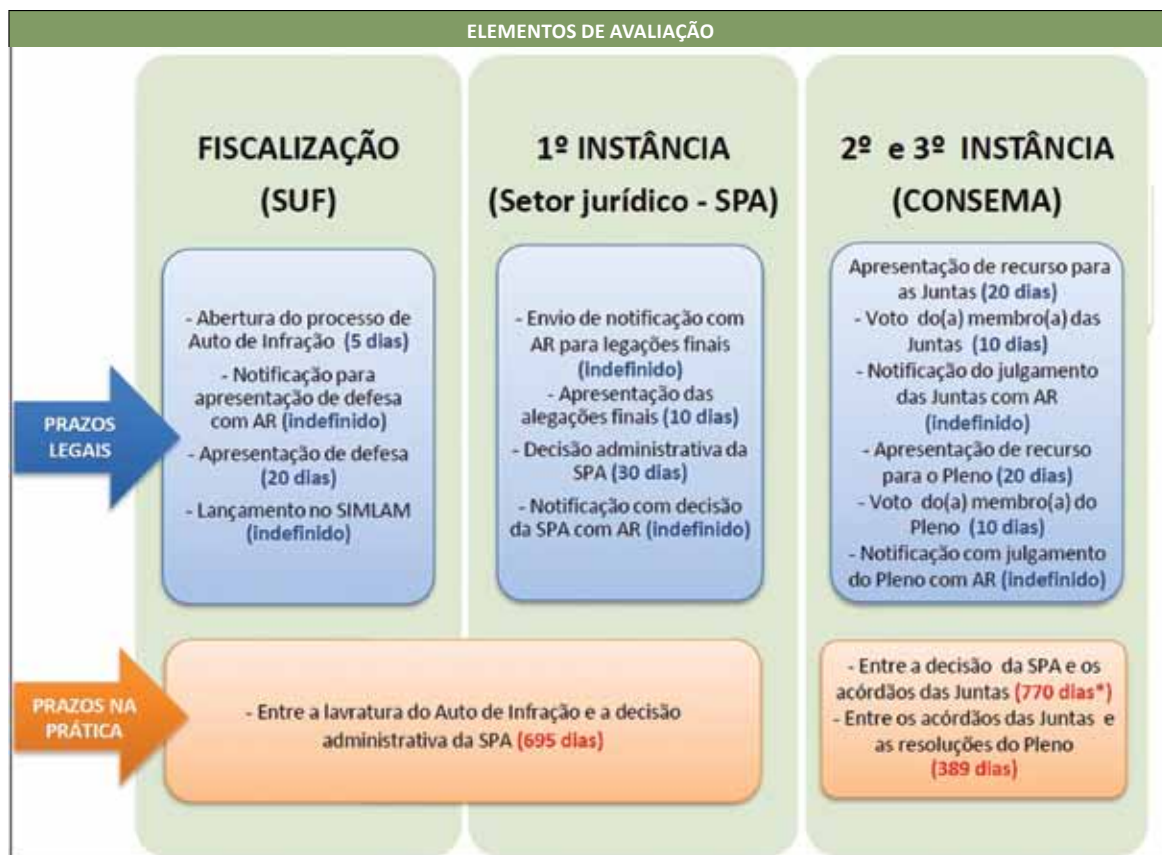 ELEMENTOS DE AVALIAÇÃO
FISCALIZAÇÃO
(SUF)
1º INSTÂNCIA
(Setor jurídico - SPA)
2º e 3º INSTÂNCIA
(CONSEMA)
PRAZOS
LEGAIS
- Abertura do processo de
Auto de Infração (5 dias)
- Notificação para
apresentação de defesa
com AR (indefinido)
- Apresentação de defesa
(20 dias)
- Lançamento no SIMLAM
(indefinido)
- Envio de notificação com
AR para legações finais
(indefinido)
- Apresentação das
alegações finais (10 dias)
- Decisão administrativa da
SPA (30 dias)
- Notificação com decisão
da SPA com AR (indefinido)
Apresentação de recurso para
as Juntas (20 dias)
- Voto do(a) membro(a) das
Juntas (10 dias)
- Notificação do julgamento
das Juntas com AR
(indefinido)
- Apresentação de recurso
para o Pleno (20 dias)
- Voto do(a) membro(a) do
Pleno (10 dias)
- Notificação com julgamento
do Pleno com AR (indefinido)
PRAZOS NA
PRÁTICA
- Entre a lavratura do Auto de Infração e a decisão
administrativa da SPA (695 dias)
- Entre a decisão da SPA e os
acórdãos das Juntas (770 dias*)
- Entre os acórdãos das Juntas e
as resoluções do Pleno
(389 dias)